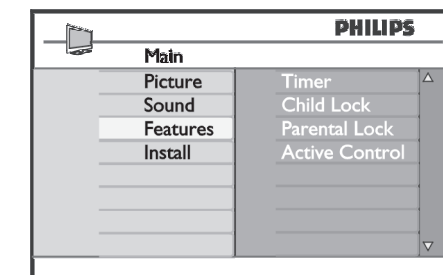 PHILIPS
Main
Picture
Sound
Features
Install
Timer
Child Lock
Parental Lock
Active Control